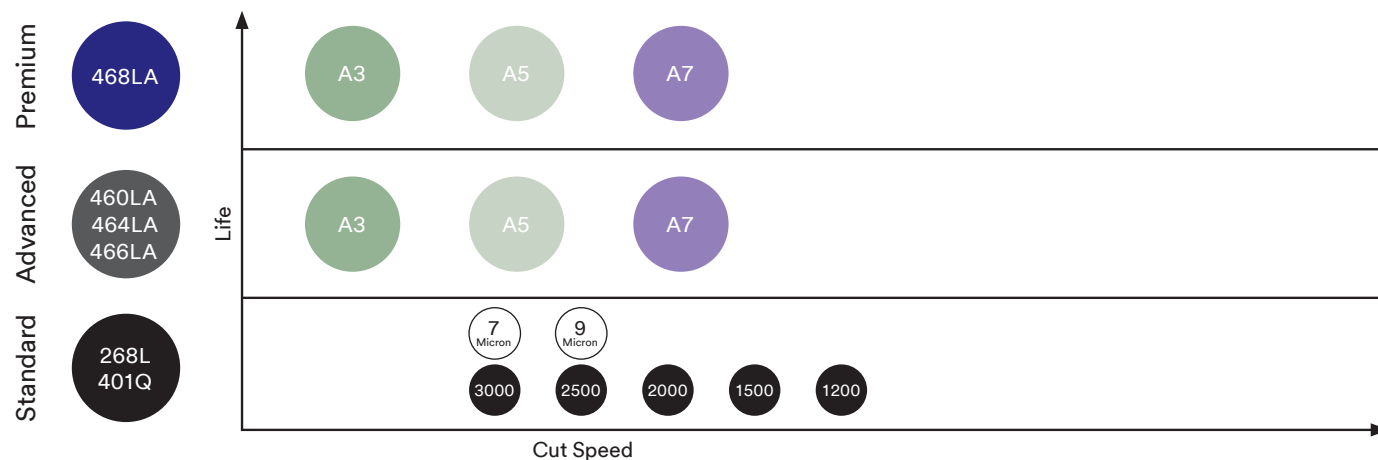 Premium
468LA
A3
A5
A7
Advanced
460LA
464LA
466LA
Life
A3
A5
A7
Standard
268L
401Q
7
Micron
9
Micron
3000
2500
2000
1500
1200
Cut Speed